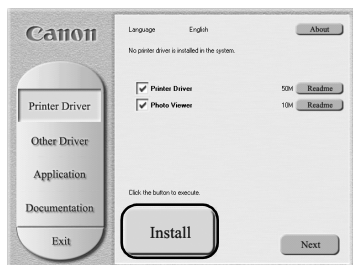 Canon
Language English About
No printer driver is installed in the system.
Printer Driver 50M Readme
Photo Viewer 10M Readme
Printer Driver
Other Driver
Application
Documentation
Exit
Click the button to execute.
Install
Next